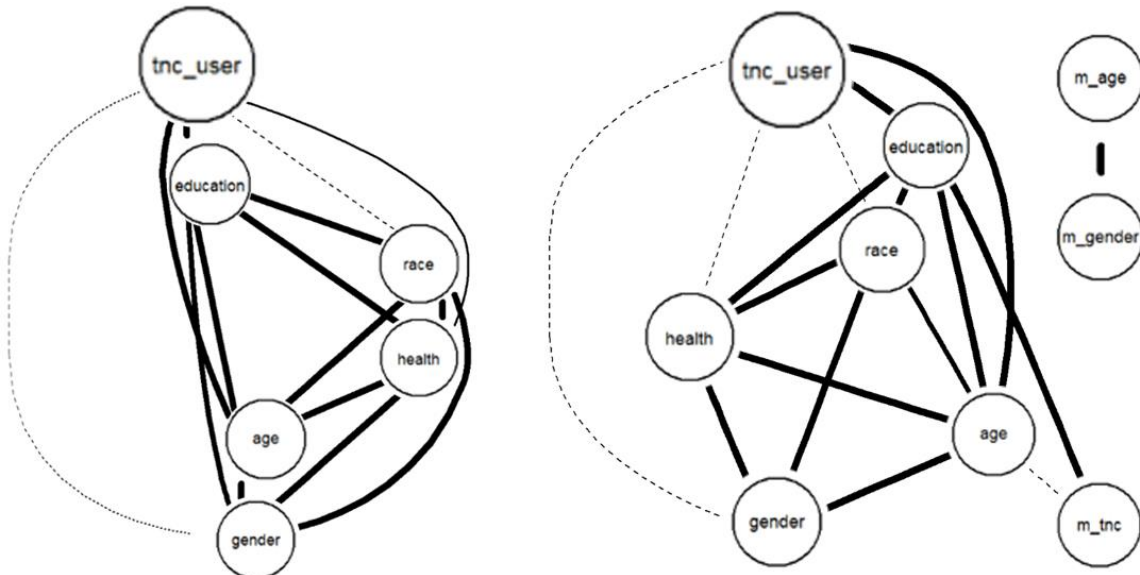 tnc_user
education
race
health
age
gender
tnc_user
education
race
health
age
gender
m_tnc
m_age
m_gender